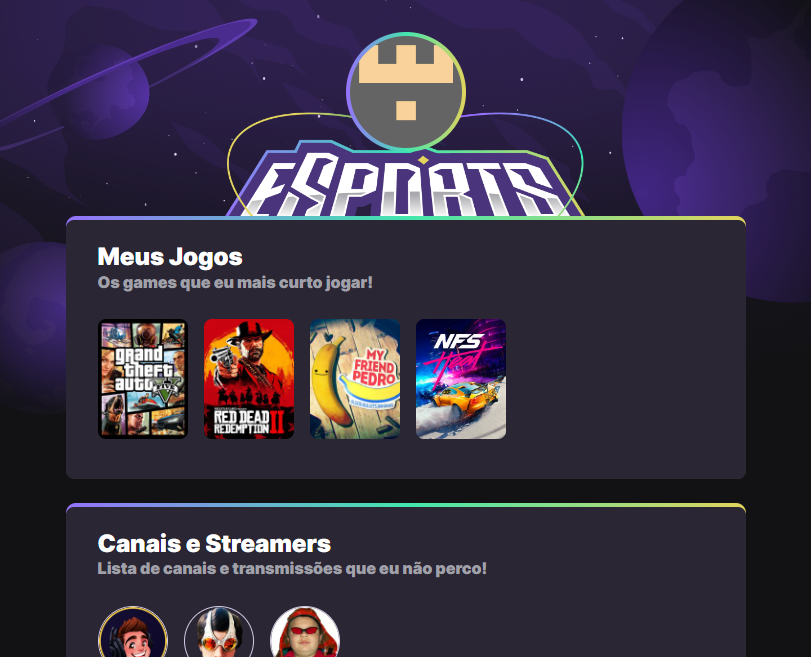 ESPORTS
Meus Jogos
Os games que eu mais curto jogar!
grand
theft
auto
V
RED DEAD
REDEMPTION II
MY
FRIEND
PEDRO
NFS
Heat
Canais e Streamers
Lista de canais e transmissões que eu não perco!